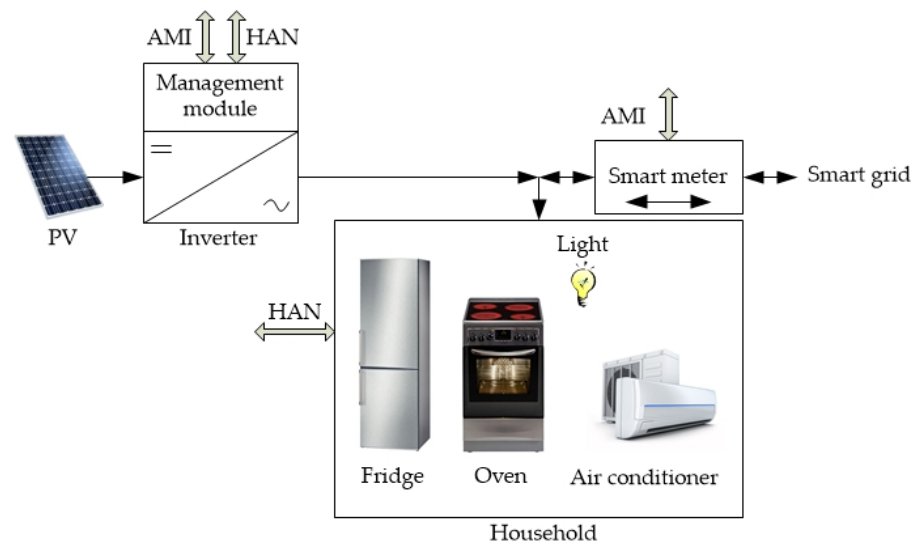 AMI
HAN
Management
module
AMI
Smart meter
Smart grid
PV
Inverter
Light
HAN
Fridge
Oven
Air conditioner
Household